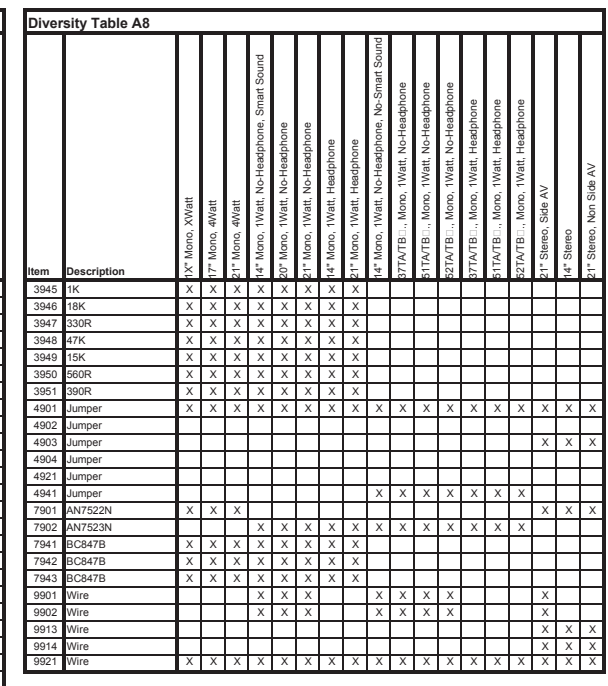 Diversity Table A8
Item Description
1X" Mono, XWatt
17" Mono, 4Watt
21" Mono, 4Watt
14" Mono, 1Watt, No-Headphone, Smart Sound
20" Mono, 1Watt, No-Headphone
21" Mono, 1Watt, No-Headphone
14" Mono, 1Watt, Headphone
21" Mono, 1Watt, Headphone
14" Mono, 1Watt, No-Headphone, No-Smart Sound
37TA/TB□., Mono, 1Watt, No-Headphone
51TA/TB□., Mono, 1Watt, No-Headphone
52TA/TB□., Mono, 1Watt, No-Headphone
37TA/TB□., Mono, 1Watt, Headphone
51TA/TB□., Mono, 1Watt, Headphone
52TA/TB□., Mono, 1Watt, Headphone
21" Stereo, Side AV
14" Stereo
21" Stereo, Non Side AV
3945 1K X X X X X X X X
3946 18K X X X X X X X X
3947 330R X X X X X X X X
3948 47K X X X X X X X X
3949 15K X X X X X X X X
3950 560R X X X X X X X X
3951 390R X X X X X X X X
4901 Jumper X X X X X X X X X X X X X X X X X X
4902 Jumper
4903 Jumper X X X
4904 Jumper
4921 Jumper
4941 Jumper X X X X X X X
7901 AN7522N X X X X X X
7902 AN7523N X X X X X X X X X X X X
7941 BC847B X X X X X X X X
7942 BC847B X X X X X X X X
7943 BC847B X X X X X X X X
9901 Wire X X X X X X X X
9902 Wire X X X X X X X X
9913 Wire X X X
9914 Wire X X X
9921 Wire X X X X X X X X X X X X X X X X X X